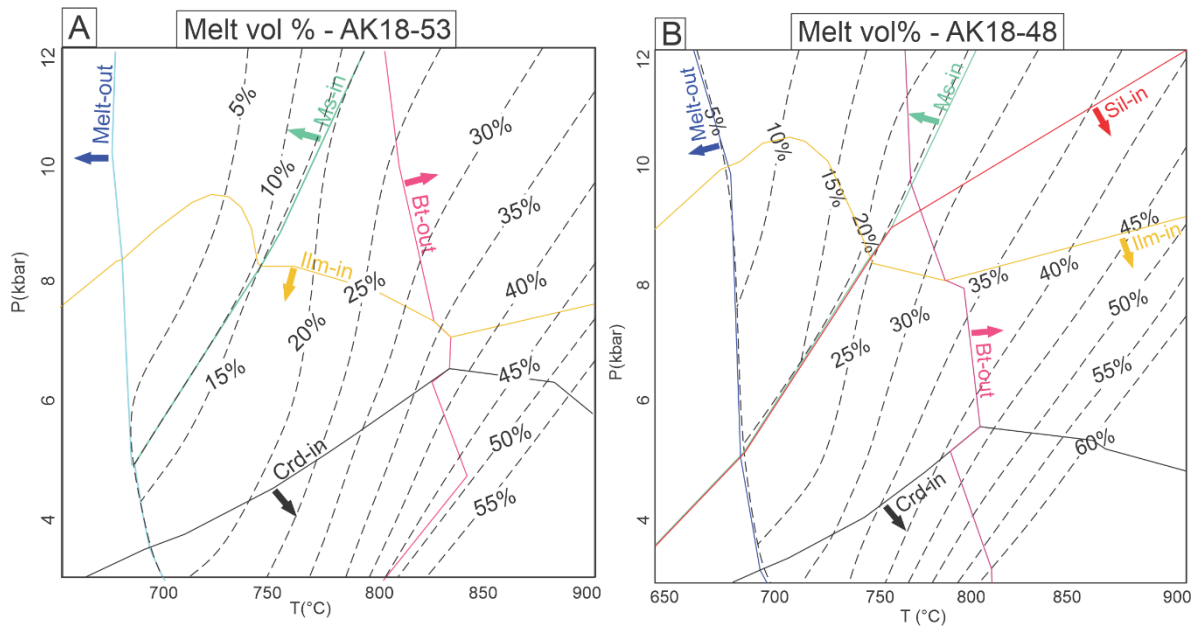 A
Melt vol % - AK18-53
12
10
8
6
4
P(kbar)
Melt-out
5%
Ms-in
10%
30%
35%
Bt-out
Ilm-in
25%
40%
20%
15%
45%
Crd-in
50%
55%
700
750
800
800
900
T(°C)
B
Melt vol% - AK18-48
12
10
8
6
4
P(kbar)
Melt-out
5%
10%
Ms-in
Sil-in
15%
20%
45%
Ilm-in
35%
40%
30%
50%
25%
Bt-out
55%
60%
Crd-in
650
700
750
800
800
900
T (°C)